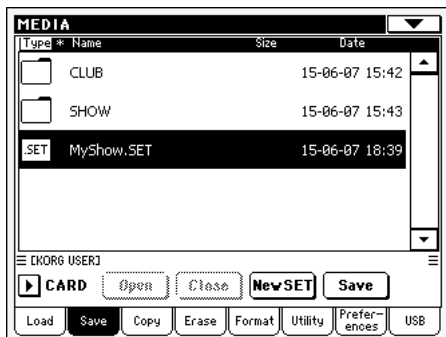 MEDIA
Type * Name Size Date
CLUB 15-06-07 15:42
SHOW 15-06-07 15:43
.SET MyShow.SET 15-06-07 18:39
[KORG USER]
CARD Open Close NewSET Save
Load Save Copy Erase Format Utility Prefer-ences USB